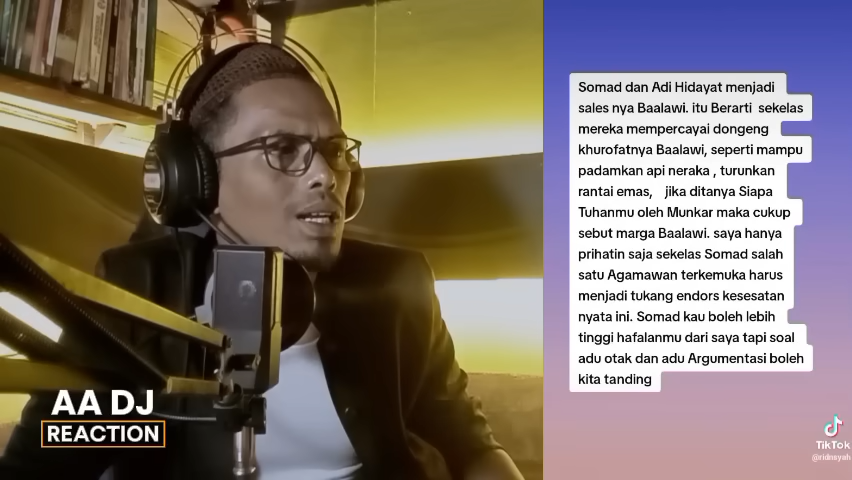 Somad dan Adi Hidayat menjadi
sales nya Baalawi. itu Berarti sekelas
mereka mempercayai dongeng
khurofatnya Baalawi, seperti mampu
padamkan api neraka , turunkan
rantai emas, jika ditanya Siapa
Tuhanmu oleh Munkar maka cukup
sebut marga Baalawi. saya hanya
prihatin saja sekelas Somad salah
satu Agamawan terkemuka harus
menjadi tukang endors kesesatan
nyata ini. Somad kau boleh lebih
tinggi hafalanmu dari saya tapi soal
adu otak dan adu Argumentasi boleh
kita tanding
AA DJ
REACTION
TikTok
@ridnsyah